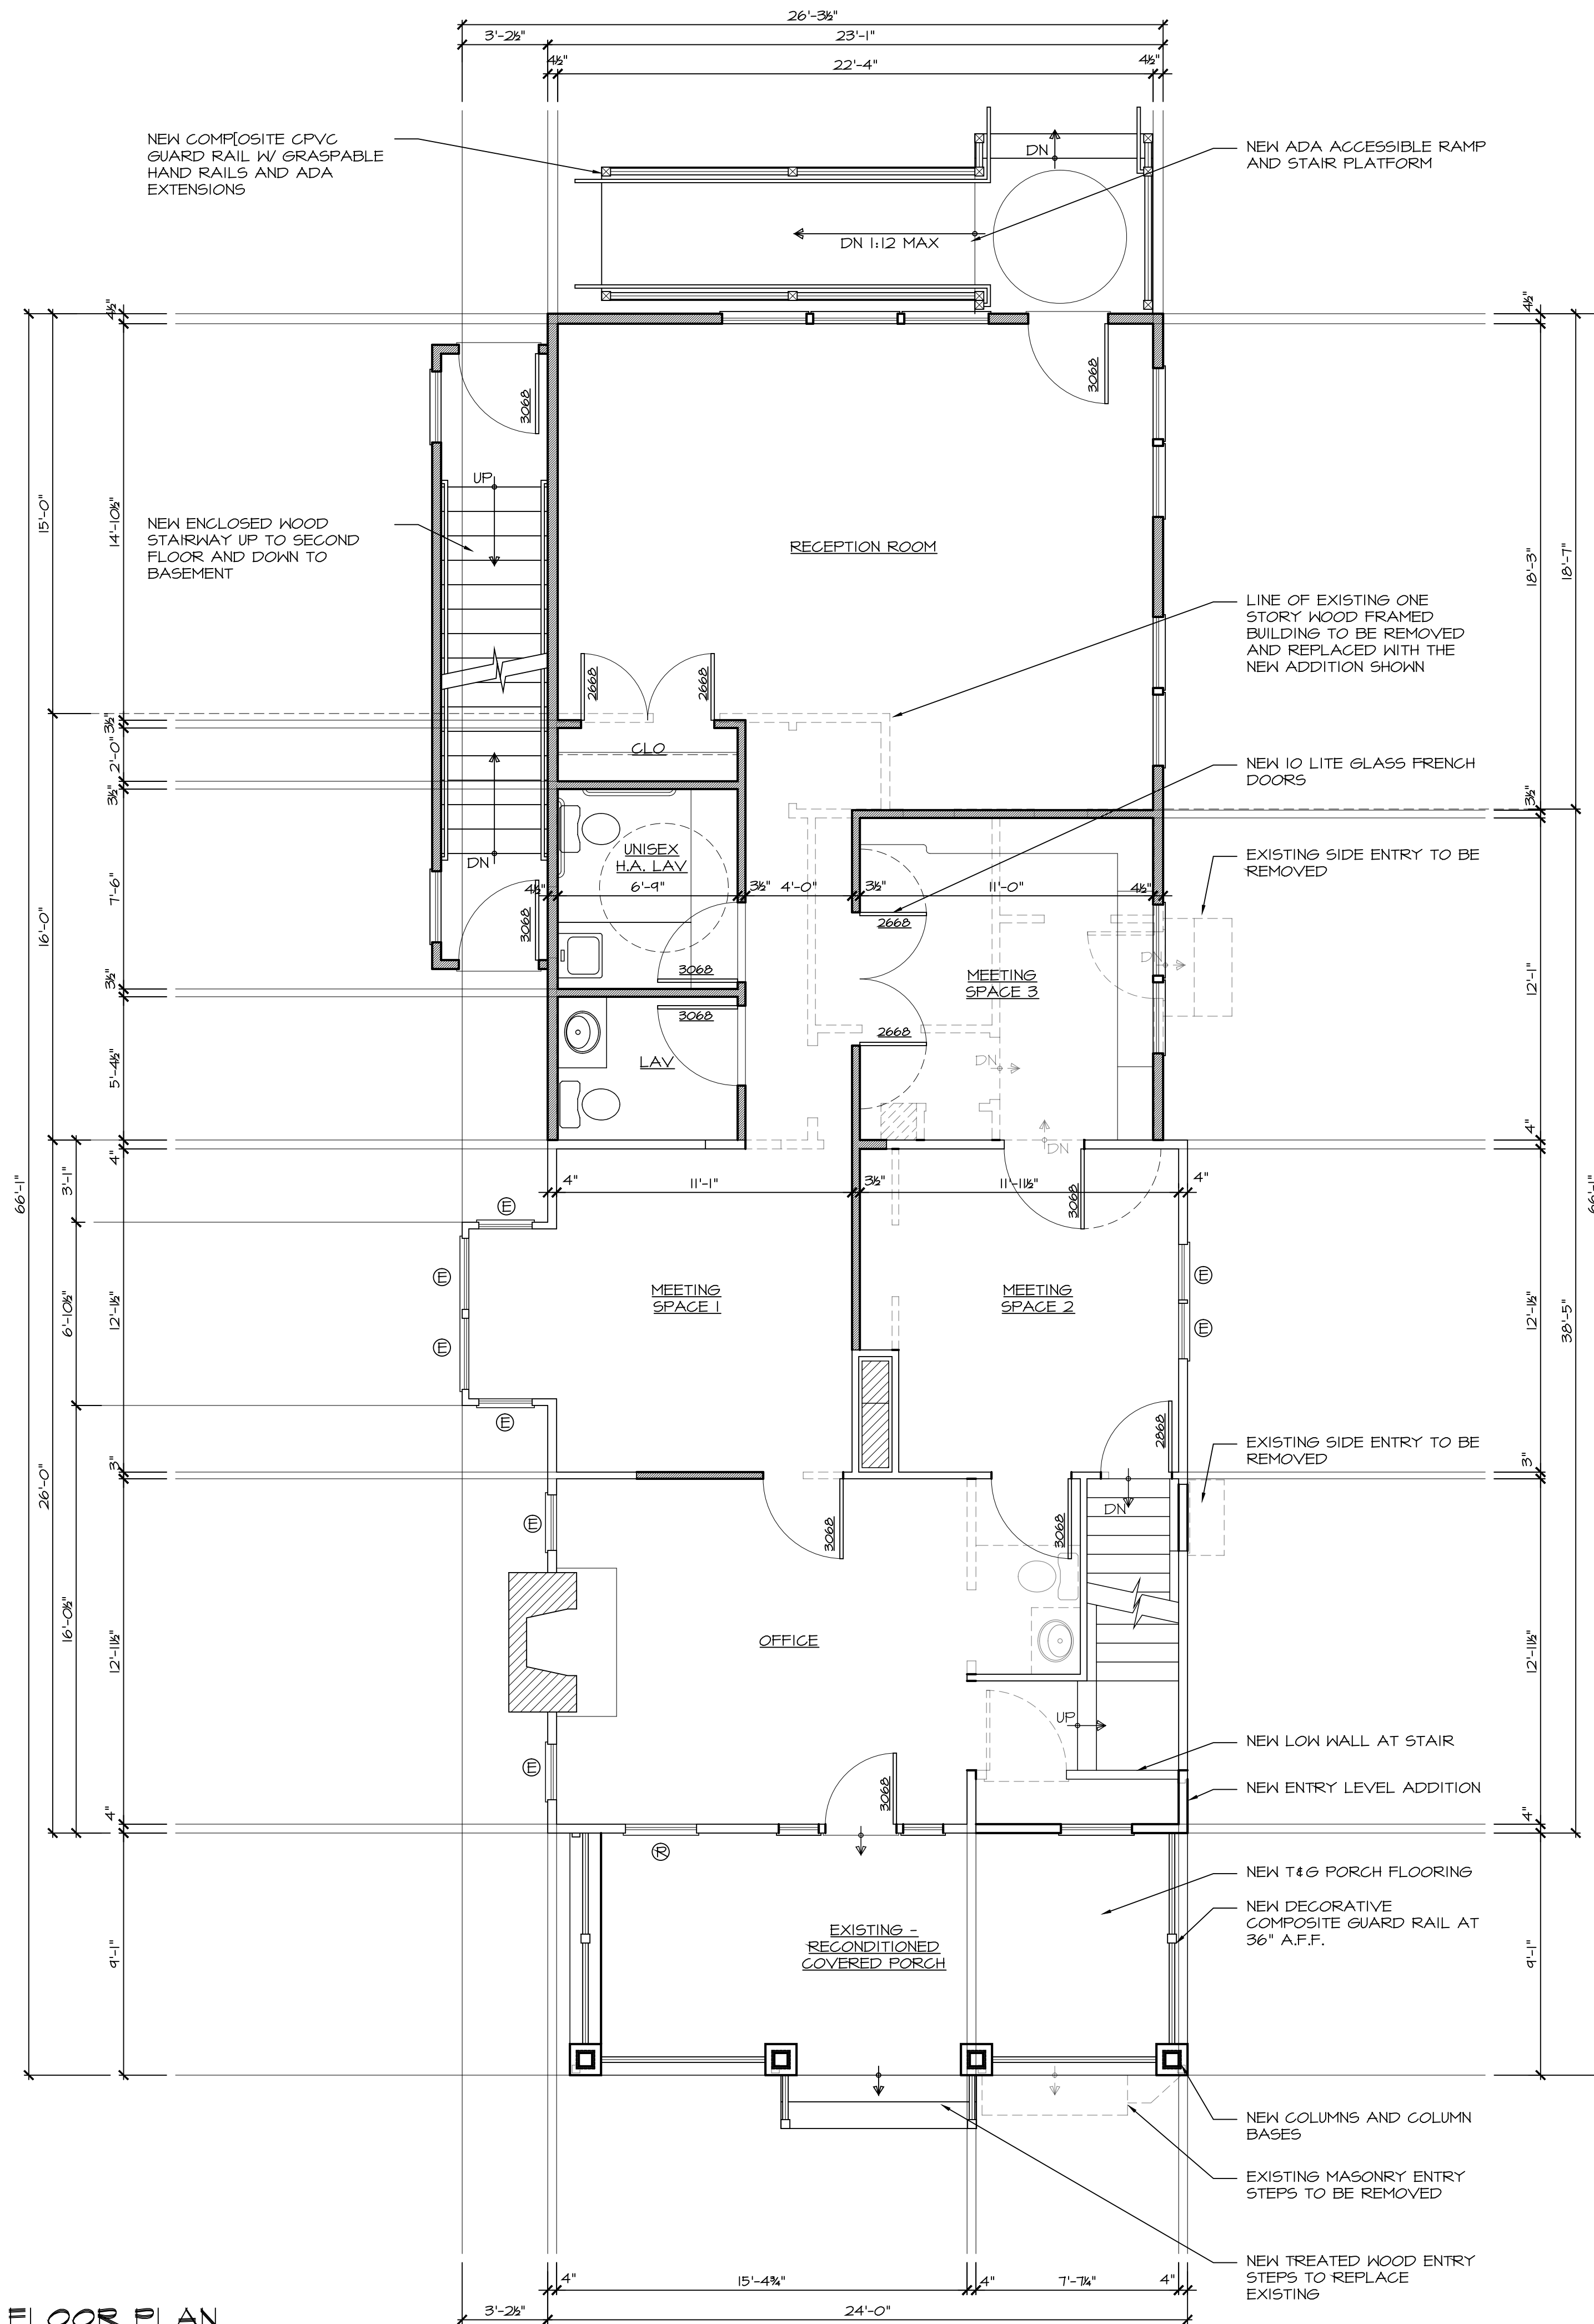 26'-3½"
3'-2½"
23'-1"
4½"
22'-4"
4½"
NEW COMP[OSITE CPVC
GUARD RAIL W/ GRASPABLE
HAND RAILS AND ADA
EXTENSIONS
DN
NEW ADA ACCESSIBLE RAMP
AND STAIR PLATFORM
DN 1:12 MAX
4½"
4½"
3068
3068
UP
15'-0"
14'-10½"
NEW ENCLOSED WOOD
STAIRWAY UP TO SECOND
FLOOR AND DOWN TO
BASEMENT
RECEPTION ROOM
18'-3"
18'-7"
LINE OF EXISTING ONE
STORY WOOD FRAMED
BUILDING TO BE REMOVED
AND REPLACED WITH THE
NEW ADDITION SHOWN
2668
2668
3½"
CLO
2'-0"
3½"
NEW 10 LITE GLASS FRENCH
DOORS
3½"
DN
UNISEX
H.A. LAV
EXISTING SIDE ENTRY TO BE
REMOVED
7'-6"
4½"
6'-9"
3½"
4'-0"
3½"
11'-0"
4½"
16'-0"
3068
2668
3½"
3068
MEETING
SPACE 3
DN
12'-1"
3068
2668
5'-4½"
LAV
DN
DN
4"
4"
66'-1"
3'-1"
4"
11'-1"
3½"
11'-11½"
4"
3068
66'-1"
E
E
E
MEETING
SPACE 1
MEETING
SPACE 2
6'-10½"
12'-1½"
12'-1½"
38'-5"
E
E
E
2868
3"
EXISTING SIDE ENTRY TO BE
REMOVED
3"
26'-0"
E
3068
3068
DN
16'-0½"
12'-11½"
OFFICE
12'-11½"
UP
NEW LOW WALL AT STAIR
E
3068
NEW ENTRY LEVEL ADDITION
4"
4"
R
NEW T&G PORCH FLOORING
NEW DECORATIVE
COMPOSITE GUARD RAIL AT
36" A.F.F.
EXISTING -
RECONDITIONED
COVERED PORCH
9'-1"
9'-1"
NEW COLUMNS AND COLUMN
BASES
EXISTING MASONRY ENTRY
STEPS TO BE REMOVED
NEW TREATED WOOD ENTRY
STEPS TO REPLACE
EXISTING
4"
15'-4¾"
4"
7'-7¼"
4"
3'-2½"
24'-0"
FLOOR PLAN